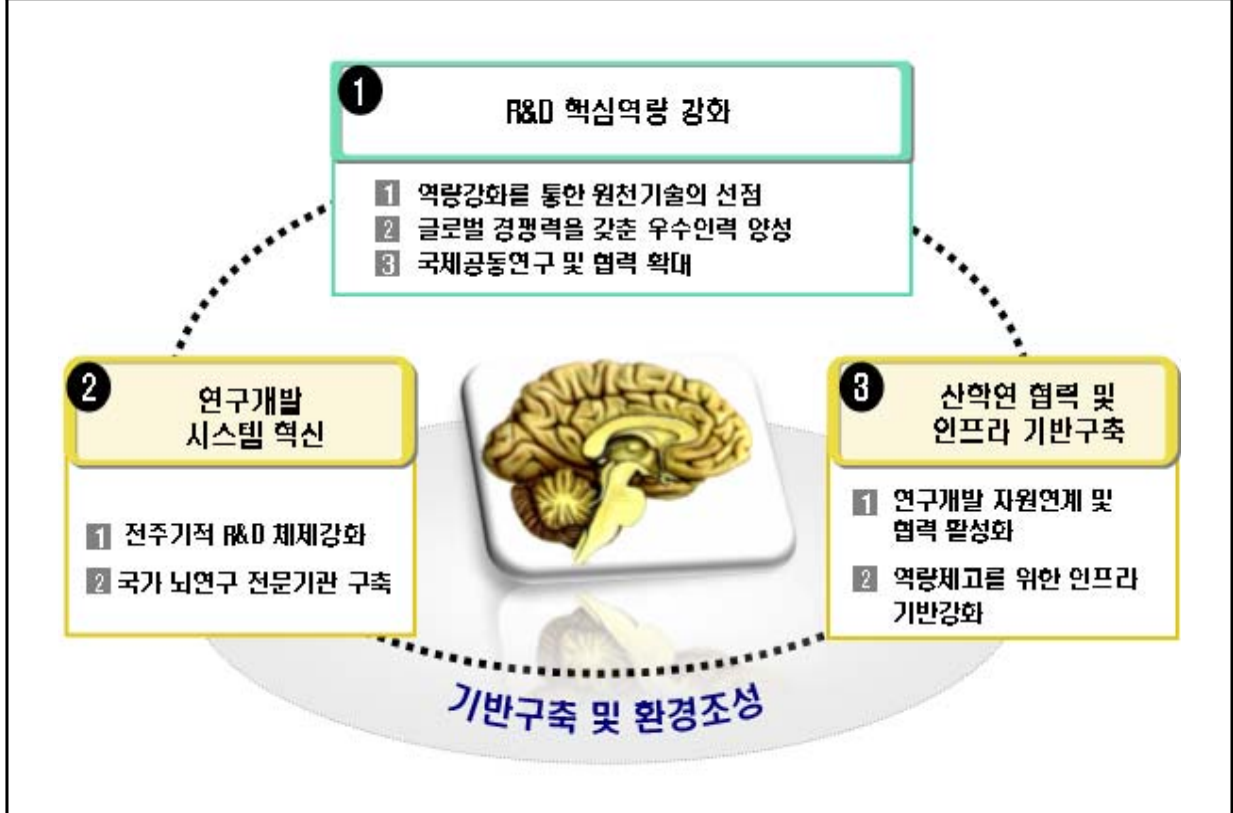 1
R&D 핵심역량 강화
1 역량강화를 통한 원천기술의 선점
2 글로벌 경쟁력을 갖춘 우수인력 양성
3 국제공동연구 및 협력 확대
2
연구개발
시스템 혁신
1 전주기적 R&D 체제강화
2 국가 뇌연구 전문기관 구축
3
산학연 협력 및
인프라 기반구축
1 연구개발 자원연계 및
협력 활성화
2 역량제고를 위한 인프라
기반강화
기반구축 및 환경조성